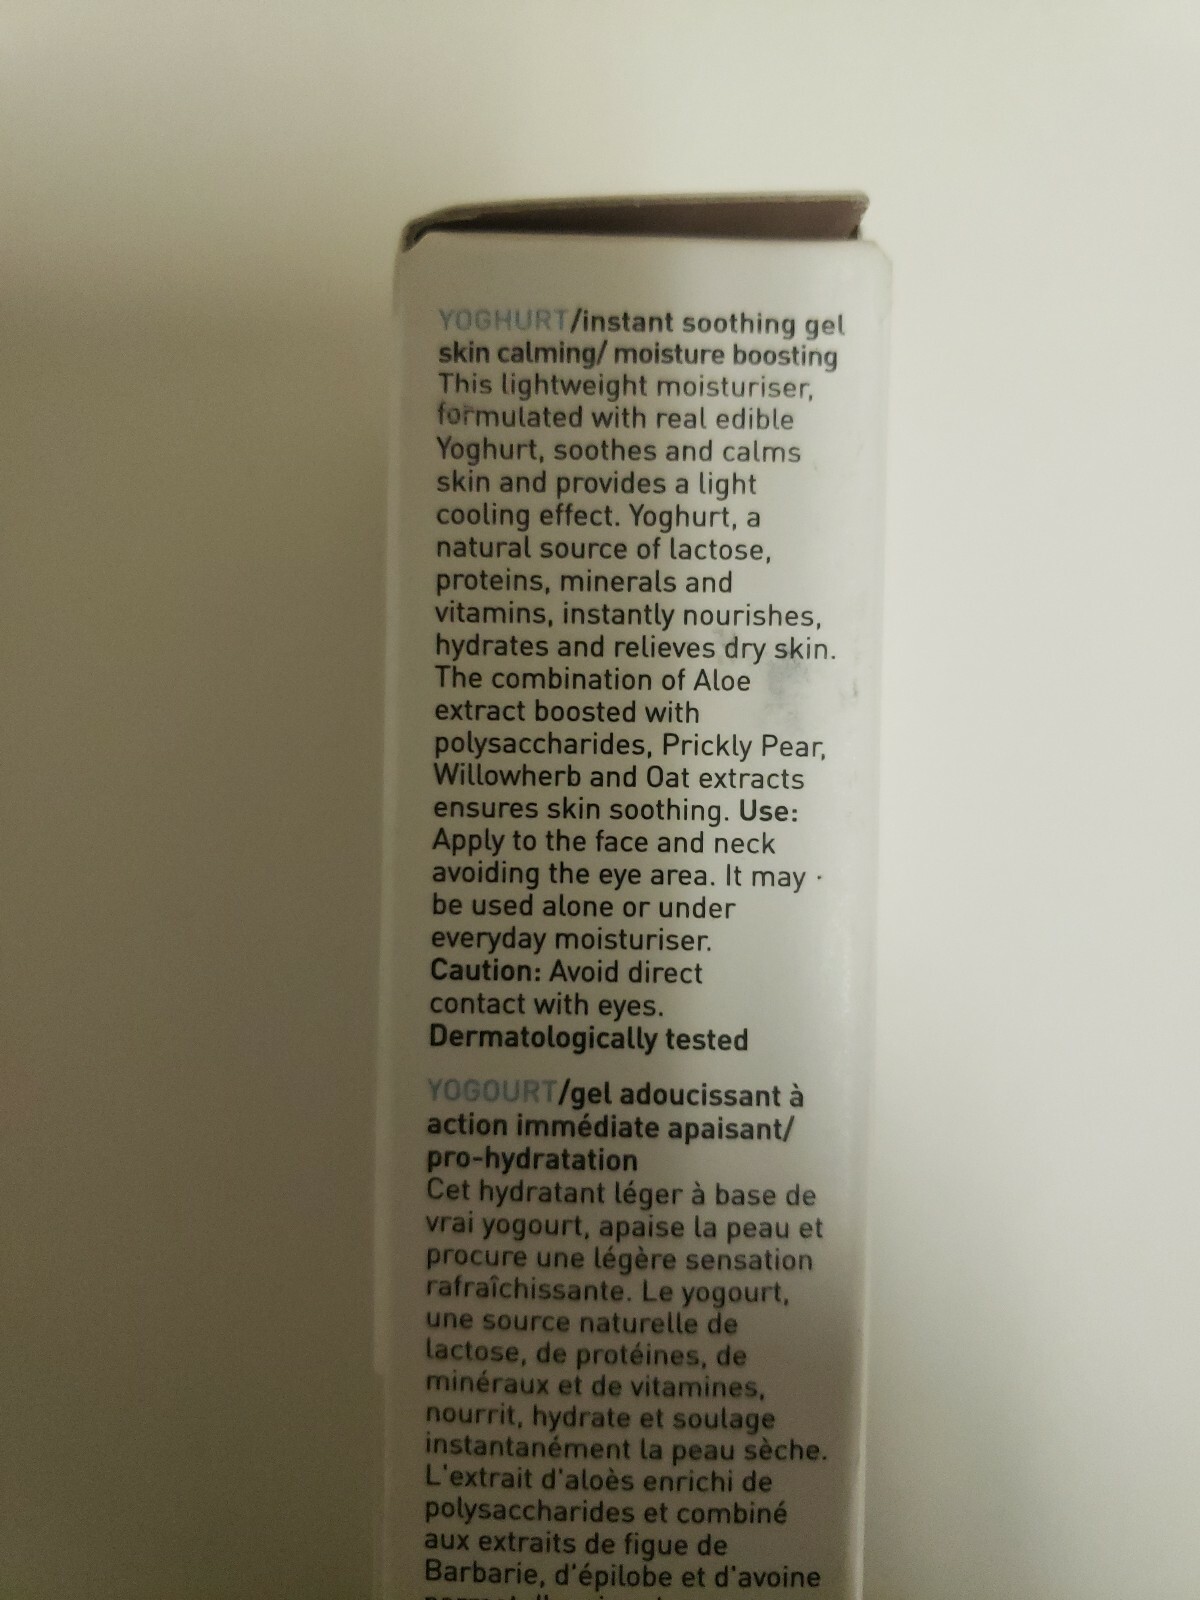 YOGHURT/instant soothing gel
skin calming/ moisture boosting
This lightweight moisturiser,
formulated with real edible
Yoghurt, soothes and calms
skin and provides a light
cooling effect. Yoghurt, a
natural source of lactose,
proteins, minerals and
vitamins, instantly nourishes,
hydrates and relieves dry skin.
The combination of Aloe
extract boosted with
polysaccharides, Prickly Pear,
Willowherb and Oat extracts
ensures skin soothing. Use:
Apply to the face and neck
avoiding the eye area. It may
be used alone or under
everyday moisturiser.
Caution: Avoid direct
contact with eyes.
Dermatologically tested
YOGOURT/gel adoucissant à
action immédiate apaisant/
pro-hydratation
Cet hydratant léger à base de
vrai yogourt, apaise la peau et
procure une légère sensation
rafraîchissante. Le yogourt,
une source naturelle de
lactose, de protéines, de
minéraux et de vitamines,
nourrit, hydrate et soulage
instantanément la peau sèche.
L'extrait d'aloès enrichi de
polysaccharides et combiné
aux extraits de figue de
Barbarie, d'épilobe et d'avoine